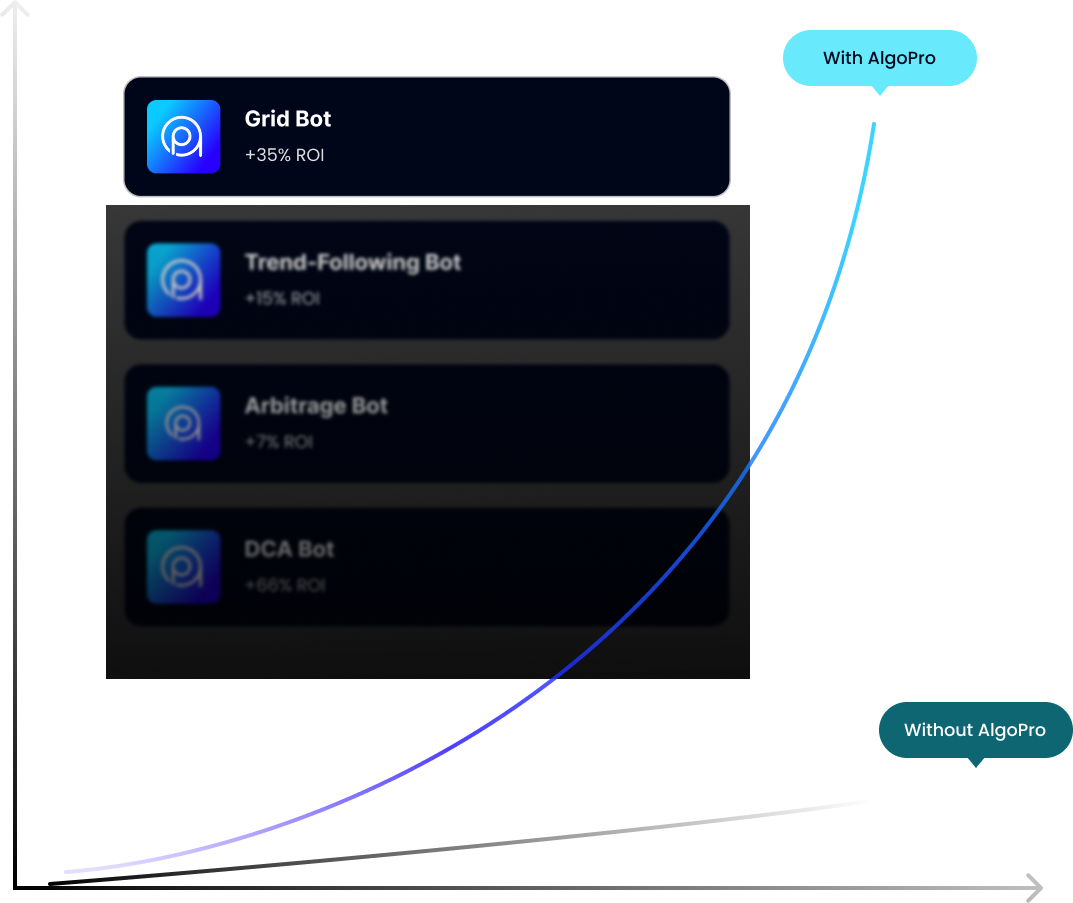 With AlgoPro
Grid Bot
+35% ROI
Trend-Following Bot
+15% ROI
Arbitrage Bot
+7% ROI
DCA Bot
+66% ROI
Without AlgoPro